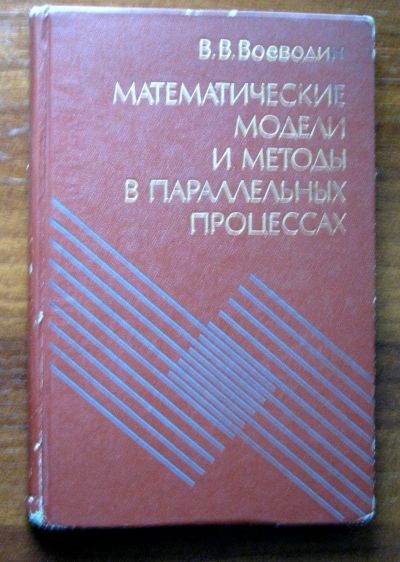 В. В. Воеводин
МАТЕМАТИЧЕСКИЕ
МОДЕЛИ
И МЕТОДЫ
В ПАРАЛЛЕЛЬНЫХ
ПРОЦЕССАХ